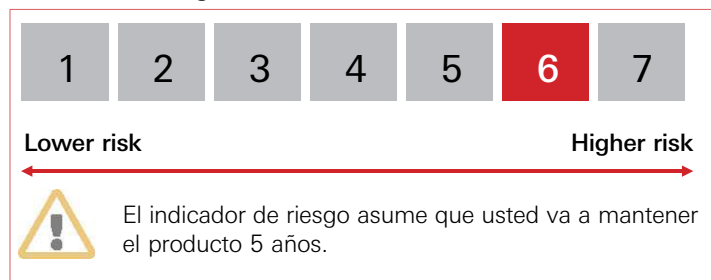 1 2 3 4 5 6 7
Lower risk Higher risk
El indicador de riesgo asume que usted va a mantener
el producto 5 años.